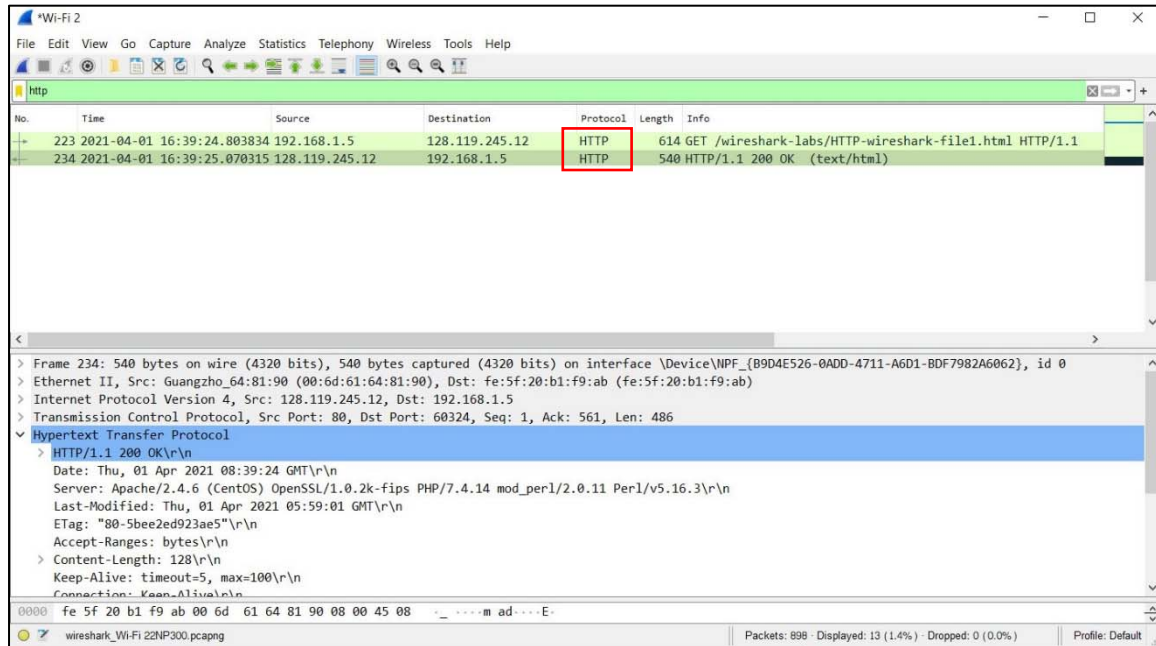 *Wi-Fi 2
File Edit View Go Capture Analyze Statistics Telephony Wireless Tools Help
http
No. Time Source Destination Protocol Length Info
223 2021-04-01 16:39:24.803834 192.168.1.5 128.119.245.12 HTTP 614 GET /wireshark-labs/HTTP-wireshark-file1.html HTTP/1.1
234 2021-04-01 16:39:25.070315 128.119.245.12 192.168.1.5 HTTP 540 HTTP/1.1 200 OK (text/html)
> Frame 234: 540 bytes on wire (4320 bits), 540 bytes captured (4320 bits) on interface \Device\NPF_{B9D4E526-0ADD-4711-A6D1-BDF7982A6062}, id 0
> Ethernet II, Src: Guangzho_64:81:90 (00:6d:61:64:81:90), Dst: fe:5f:20:b1:f9:ab (fe:5f:20:b1:f9:ab)
> Internet Protocol Version 4, Src: 128.119.245.12, Dst: 192.168.1.5
> Transmission Control Protocol, Src Port: 80, Dst Port: 60324, Seq: 1, Ack: 561, Len: 486
Hypertext Transfer Protocol
> HTTP/1.1 200 OK\r\n
Date: Thu, 01 Apr 2021 08:39:24 GMT\r\n
Server: Apache/2.4.6 (CentOS) OpenSSL/1.0.2k-fips PHP/7.4.14 mod_perl/2.0.11 Perl/v5.16.3\r\n
Last-Modified: Thu, 01 Apr 2021 05:59:01 GMT\r\n
ETag: "80-5bee2ed923ae5"\r\n
Accept-Ranges: bytes\r\n
> Content-Length: 128\r\n
Keep-Alive: timeout=5, max=100\r\n
Connection: Keep-Alive\r\n
0000 fe 5f 20 b1 f9 ab 00 6d 61 64 81 90 08 00 45 08 ·_ ····m ad····E·
wireshark_Wi-Fi 22NP300.pcapng Packets: 898 · Displayed: 13 (1.4%) · Dropped: 0 (0.0%) Profile: Default